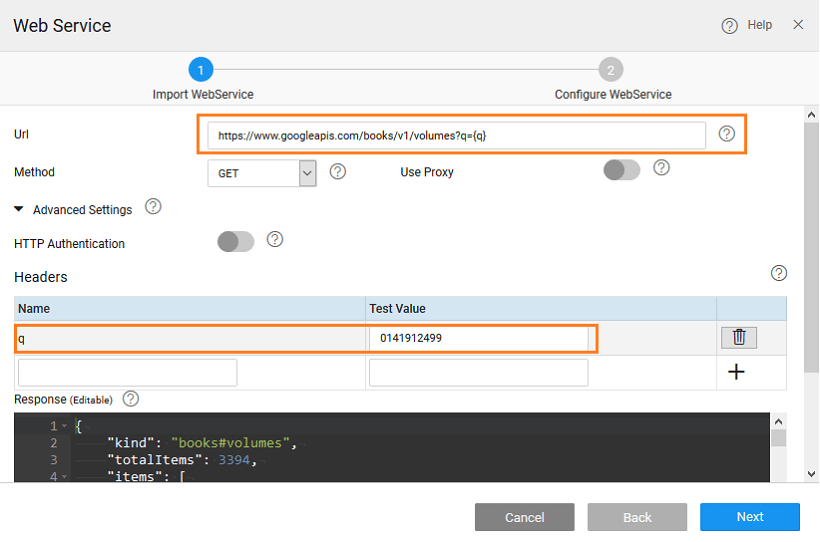 Web Service
Help
1
2
Import WebService
Configure WebService
Url
https://www.googleapis.com/books/v1/volumes?q={q}
Method
GET
Use Proxy
Advanced Settings
HTTP Authentication
Headers
Name
Test Value
q
0141912499
Response (Editable)
1 {
2 "kind": "books#volumes",
3 "totalItems": 3394,
4 "items": [
Cancel
Back
Next